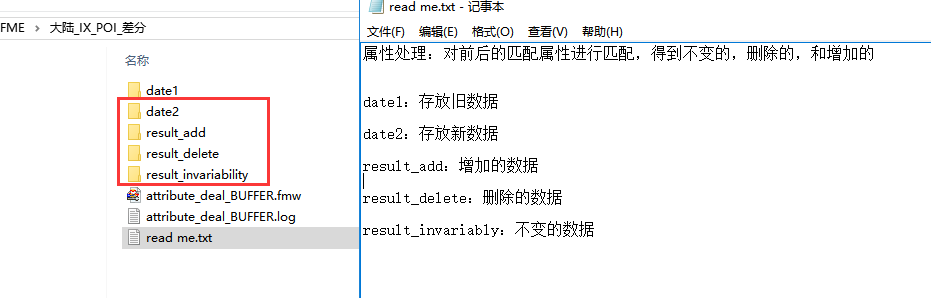 FME
大陆_IX_POI_差分
名称
date1
date2
result_add
result_delete
result_invariability
attribute_deal_BUFFER.fmw
attribute_deal_BUFFER.log
read me.txt
read me.txt - 记事本
文件(F) 编辑(E) 格式(O) 查看(V) 帮助(H)
属性处理：对前后的匹配属性进行匹配，得到不变的，删除的，和增加的
date1：存放旧数据
date2：存放新数据
result_add：增加的数据
result_delete：删除的数据
result_invariably：不变的数据